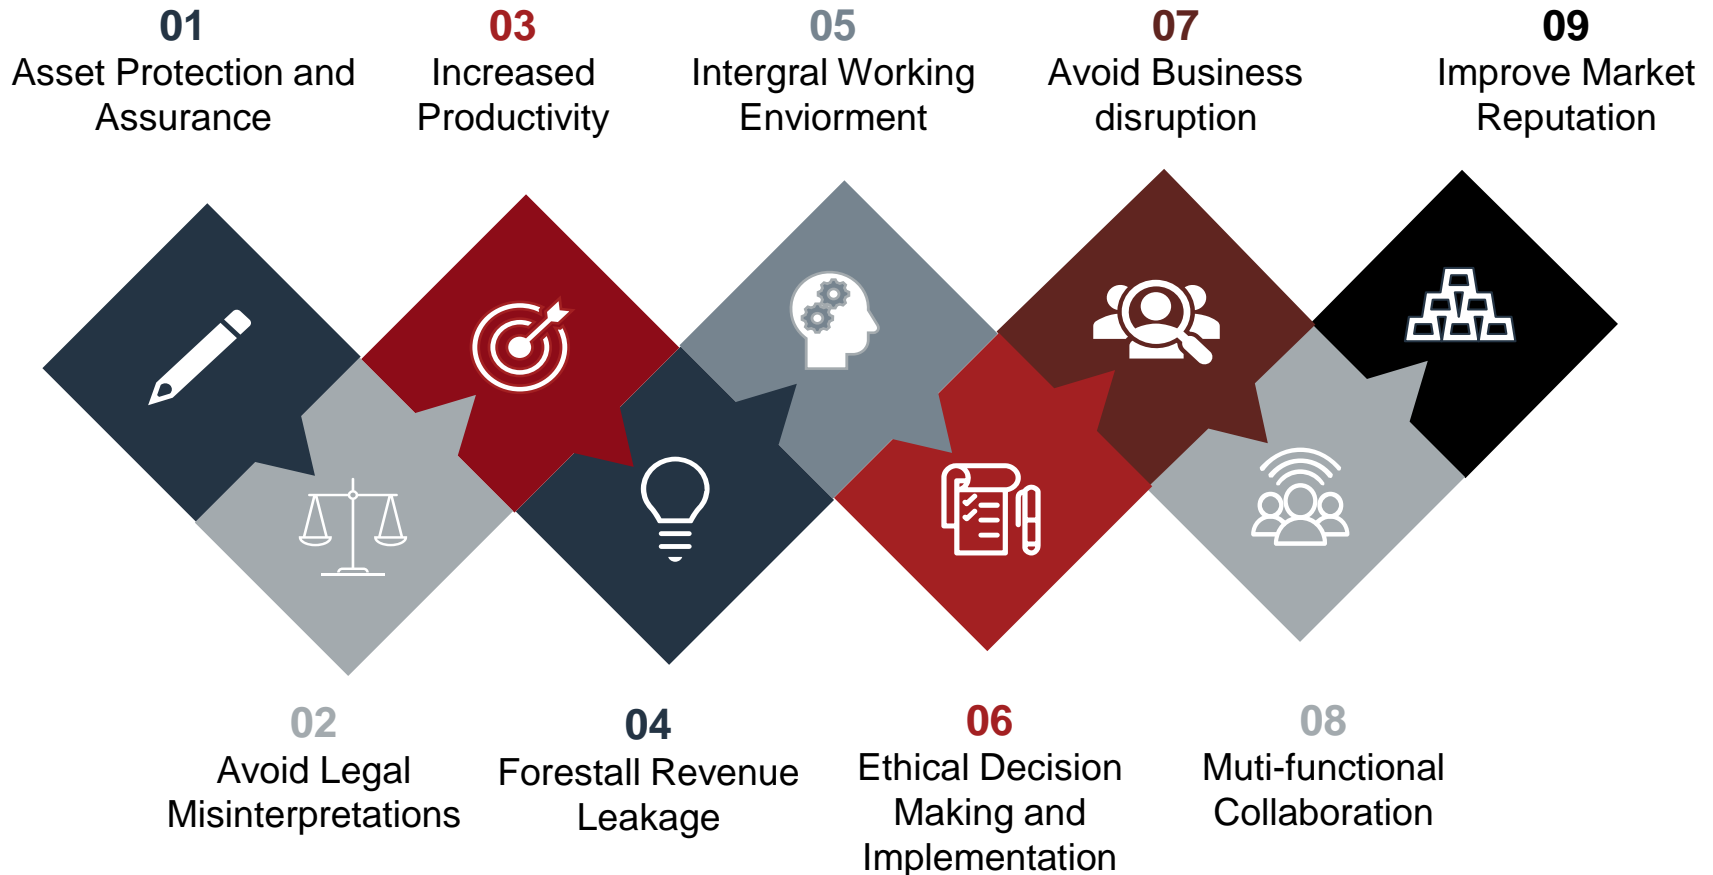 01
Asset Protection and
Assurance
02
Avoid Legal
Misinterpretations
03
Increased
Productivity
04
Forestall Revenue
Leakage
05
Intergral Working
Enviorment
06
Ethical Decision
Making and
Implementation
07
Avoid Business
disruption
08
Muti-functional
Collaboration
09
Improve Market
Reputation